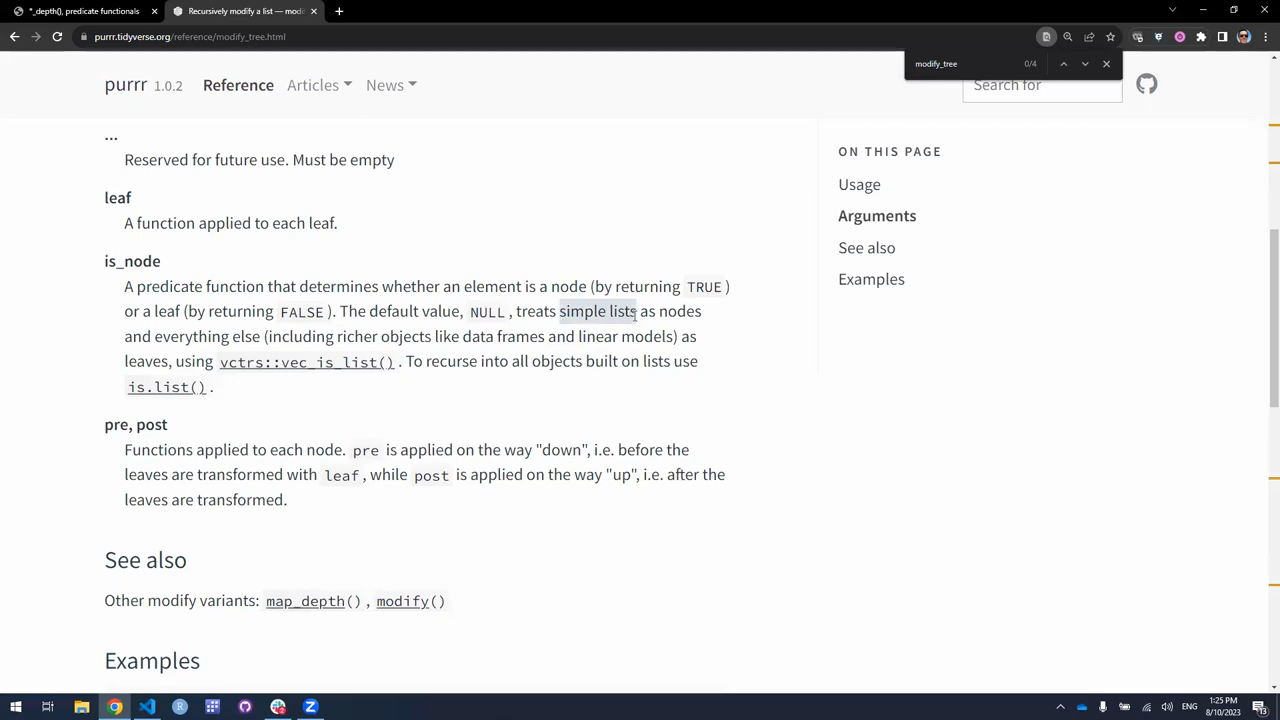 *_depth(), predicate functionals
Recursively modify a list — modi
purrr.tidyverse.org/reference/modify_tree.html
modify_tree 0/4
purrr 1.0.2 Reference Articles News
Search for
...
Reserved for future use. Must be empty
leaf
A function applied to each leaf.
is_node
A predicate function that determines whether an element is a node (by returning TRUE)
or a leaf (by returning FALSE). The default value, NULL, treats simple lists as nodes
and everything else (including richer objects like data frames and linear models) as
leaves, using vctrs::vec_is_list(). To recurse into all objects built on lists use
is.list().
pre, post
Functions applied to each node. pre is applied on the way "down", i.e. before the
leaves are transformed with leaf, while post is applied on the way "up", i.e. after the
leaves are transformed.
See also
Other modify variants: map_depth(), modify()
Examples
ON THIS PAGE
Usage
Arguments
See also
Examples
1:25 PM
8/10/2023